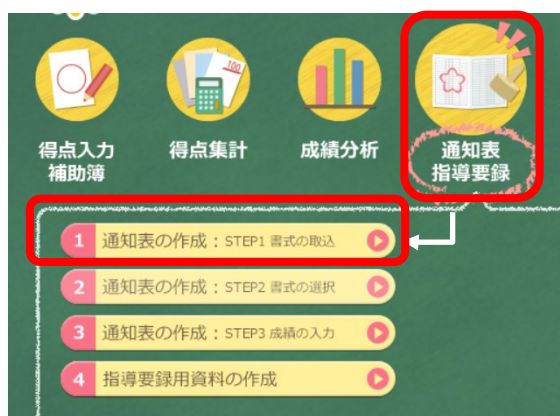 100
得点入力
補助簿
得点集計
成績分析
通知表
指導要録
1 通知表の作成：STEP1 書式の取込
2 通知表の作成：STEP2 書式の選択
3 通知表の作成：STEP3 成績の入力
4 指導要録用資料の作成